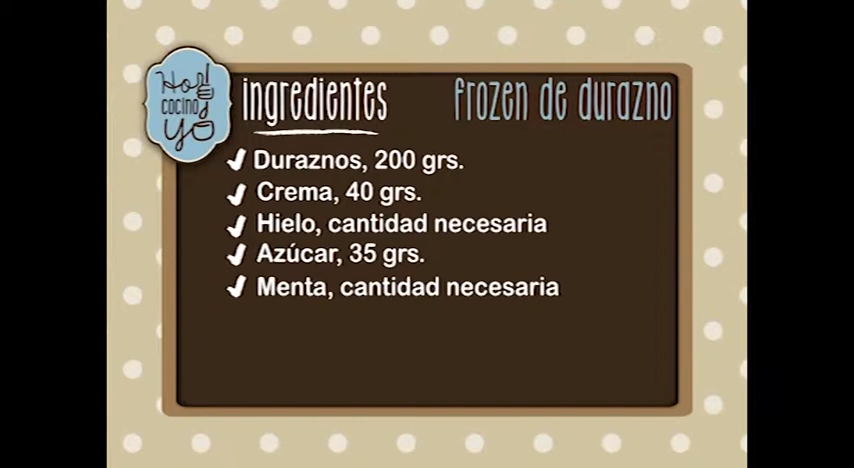 Hoy
cocino
yo
ingredientes
frozen de durazno
Duraznos, 200 grs.
Crema, 40 grs.
Hielo, cantidad necesaria
Azúcar, 35 grs.
Menta, cantidad necesaria